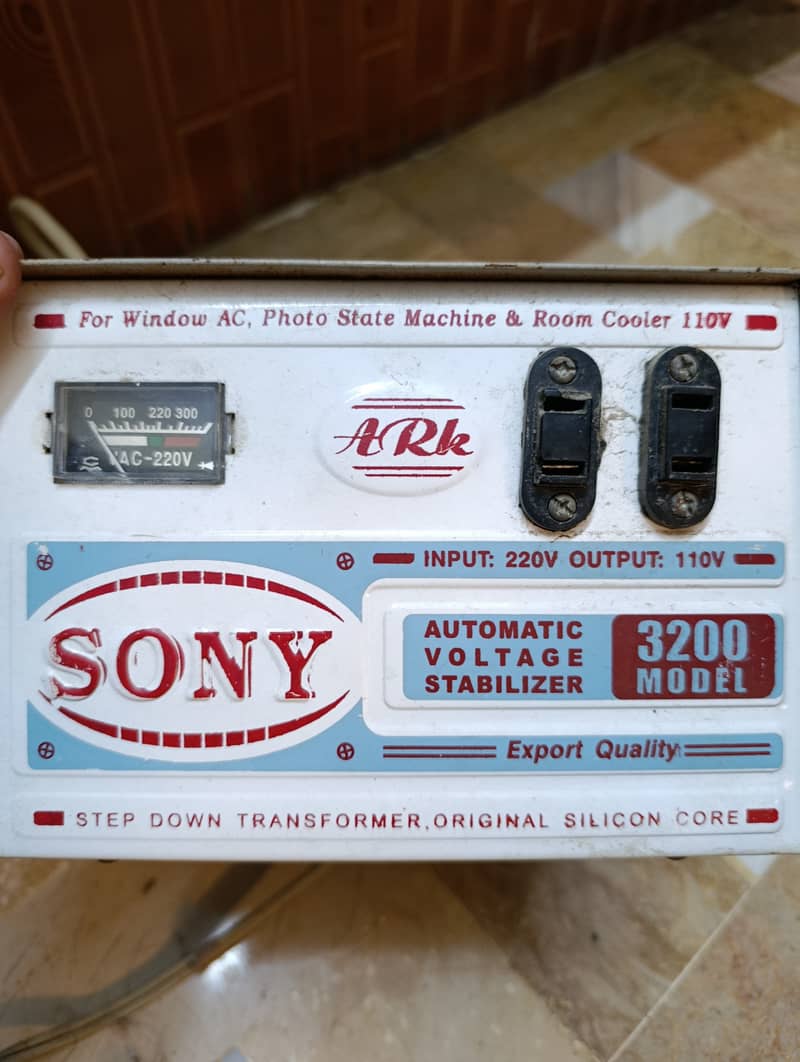 For Window AC, Photo State Machine & Room Cooler 110V
0 100 220 300
AC-220V
ARk
INPUT: 220V OUTPUT: 110V
SONY
AUTOMATIC
VOLTAGE
STABILIZER
3200
MODEL
Export Quality
STEP DOWN TRANSFORMER,ORIGINAL SILICON CORE